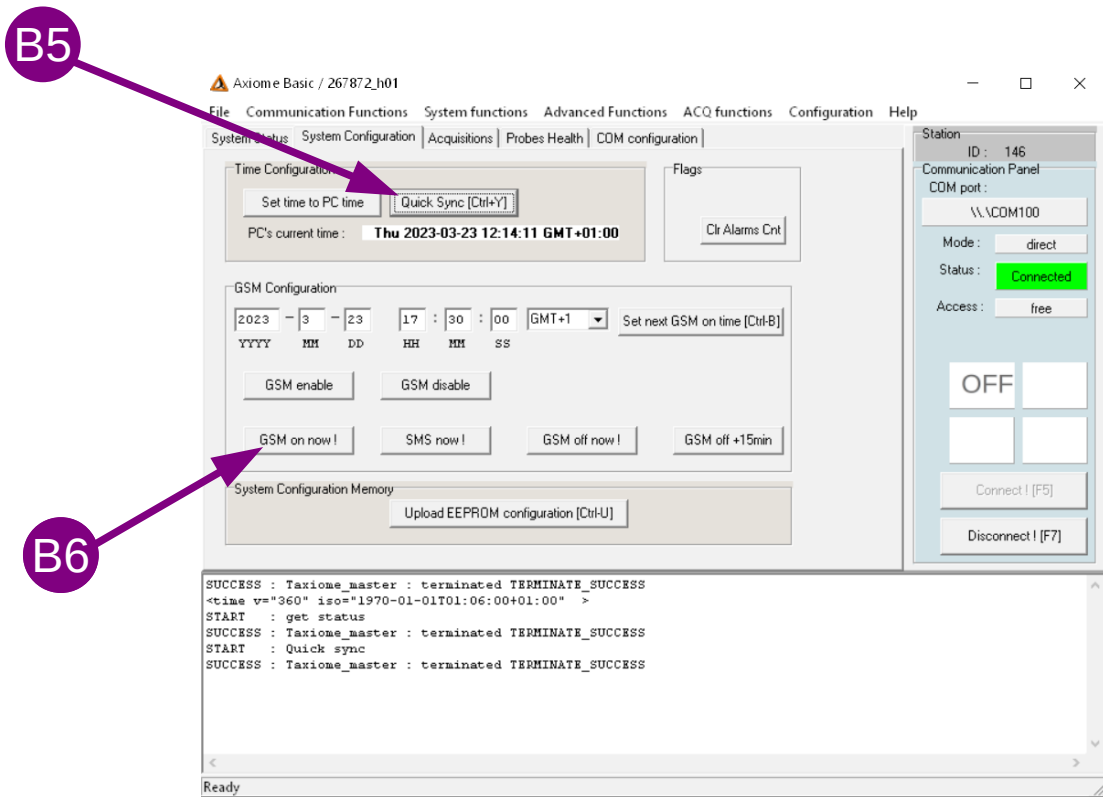 B5
Axiome Basic / 267872_h01
File Communication Functions System functions Advanced Functions ACQ functions Configuration Help
System Status System Configuration Acquisitions Probes Health COM configuration
Time Configuration
Set time to PC time Quick Sync [Ctrl+Y]
PC's current time : Thu 2023-03-23 12:14:11 GMT+01:00
Flags
Clr Alarms Cnt
GSM Configuration
2023 - 3 - 23 17 : 30 : 00 GMT+1 Set next GSM on time [Ctrl-B]
YYYY MM DD HH MM SS
GSM enable GSM disable
GSM on now ! SMS now ! GSM off now ! GSM off +15min
System Configuration Memory
Upload EEPROM configuration [Ctrl-U]
B6
Station
ID : 146
Communication Panel
COM port :
\\.\COM100
Mode : direct
Status : Connected
Access : free
OFF
Connect ! [F5]
Disconnect ! [F7]
SUCCESS : Taxiome_master : terminated TERMINATE_SUCCESS
<time v="360" iso="1970-01-01T01:06:00+01:00" >
START : get status
SUCCESS : Taxiome_master : terminated TERMINATE_SUCCESS
START : Quick sync
SUCCESS : Taxiome_master : terminated TERMINATE_SUCCESS
Ready